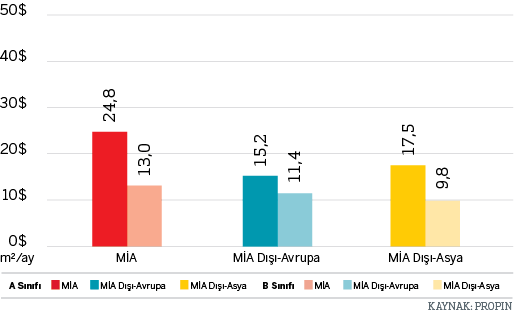 50$
40$
30$
20$
10$
0$
m²/ay
24,8
13,0
15,2
11,4
17,5
9,8
MİA
MİA Dışı-Avrupa
MİA Dışı-Asya
A Sınıfı MİA MİA Dışı-Avrupa MİA Dışı-Asya B Sınıfı MİA MİA Dışı-Avrupa MİA Dışı-Asya
KAYNAK: PROPIN